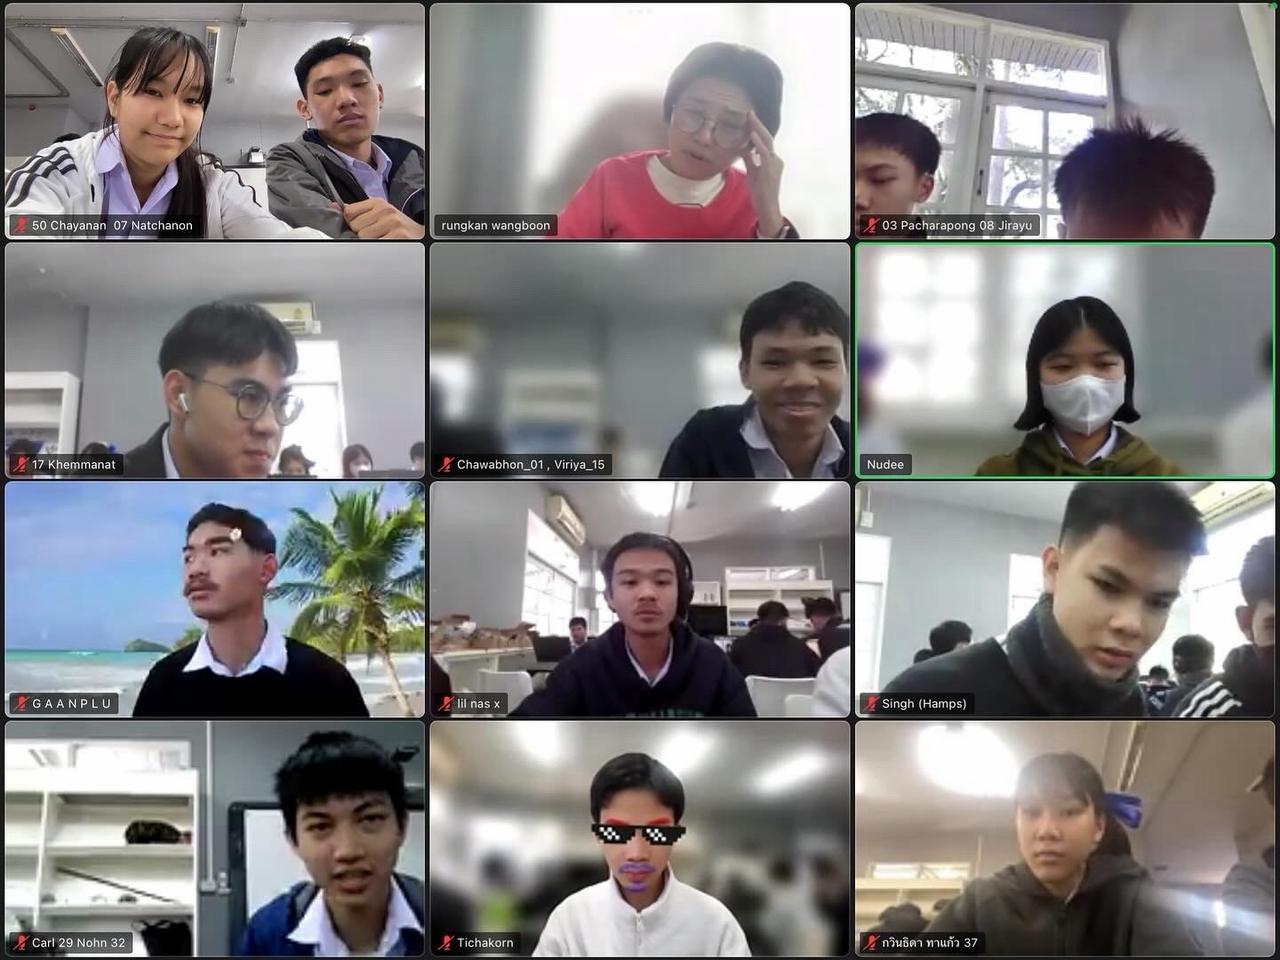 50 Chayanan  07 Natchanon
rungkan wangboon
03 Pacharapong 08 Jirayu
17 Khemmanat
Chawabhon_01 , Viriya_15
Nudee
G A A N P L U
lil nas x
Singh (Hamps)
Carl 29 Nohn 32
Tichakorn
กวินธิดา ทาแก้ว 37